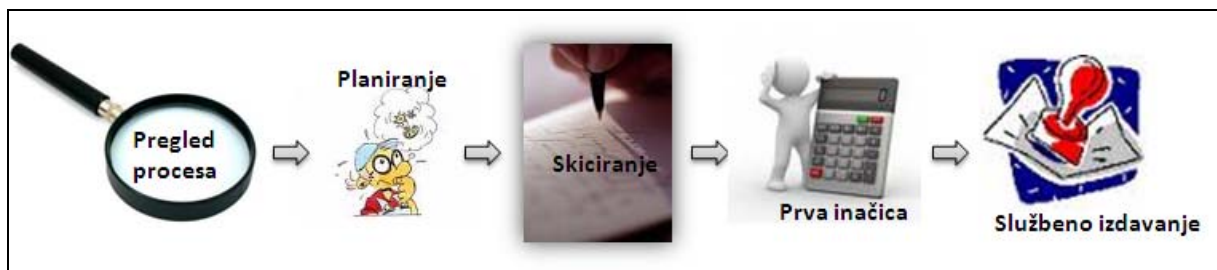 Pregled
procesa
Planiranje
Skiciranje
Prva inačica
Službeno izdavanje